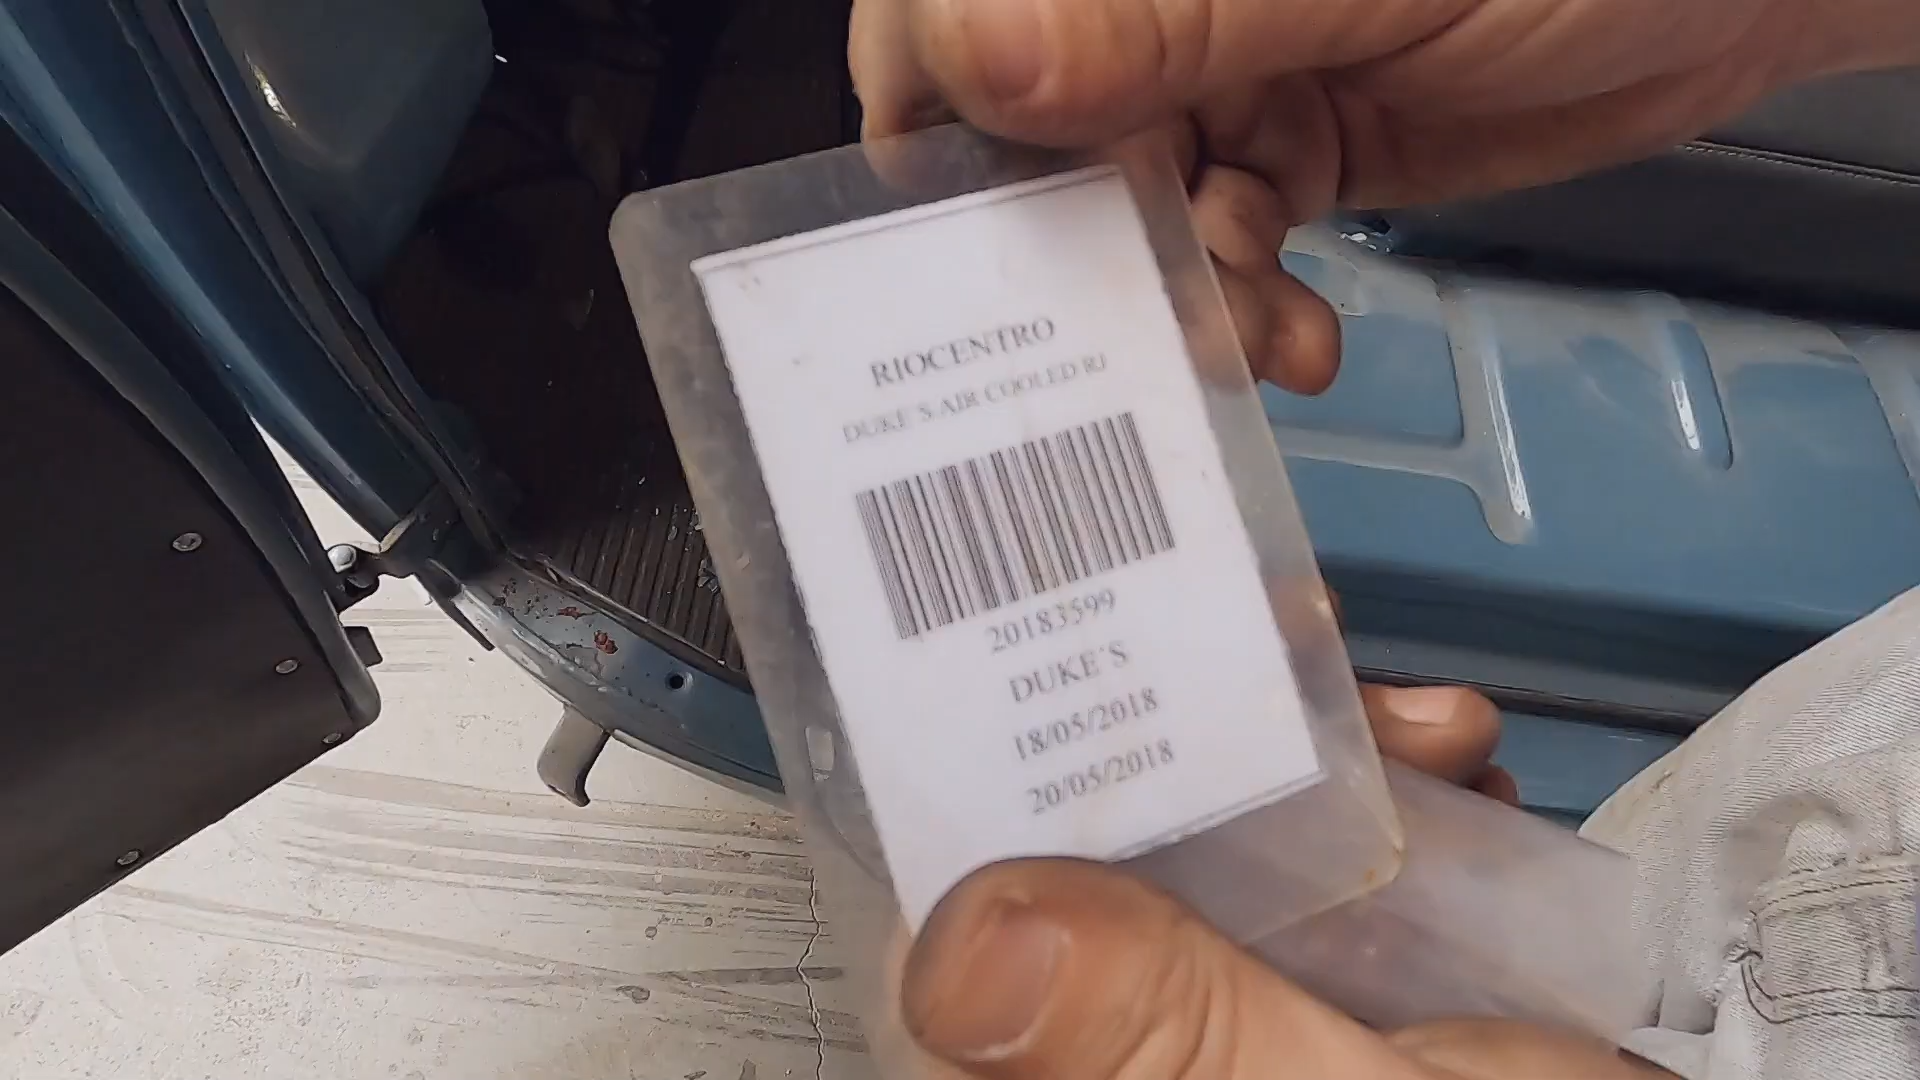 RIOCENTRO
DUKE´S AIR COOLED RJ
20183599
DUKE´S
18/05/2018
20/05/2018